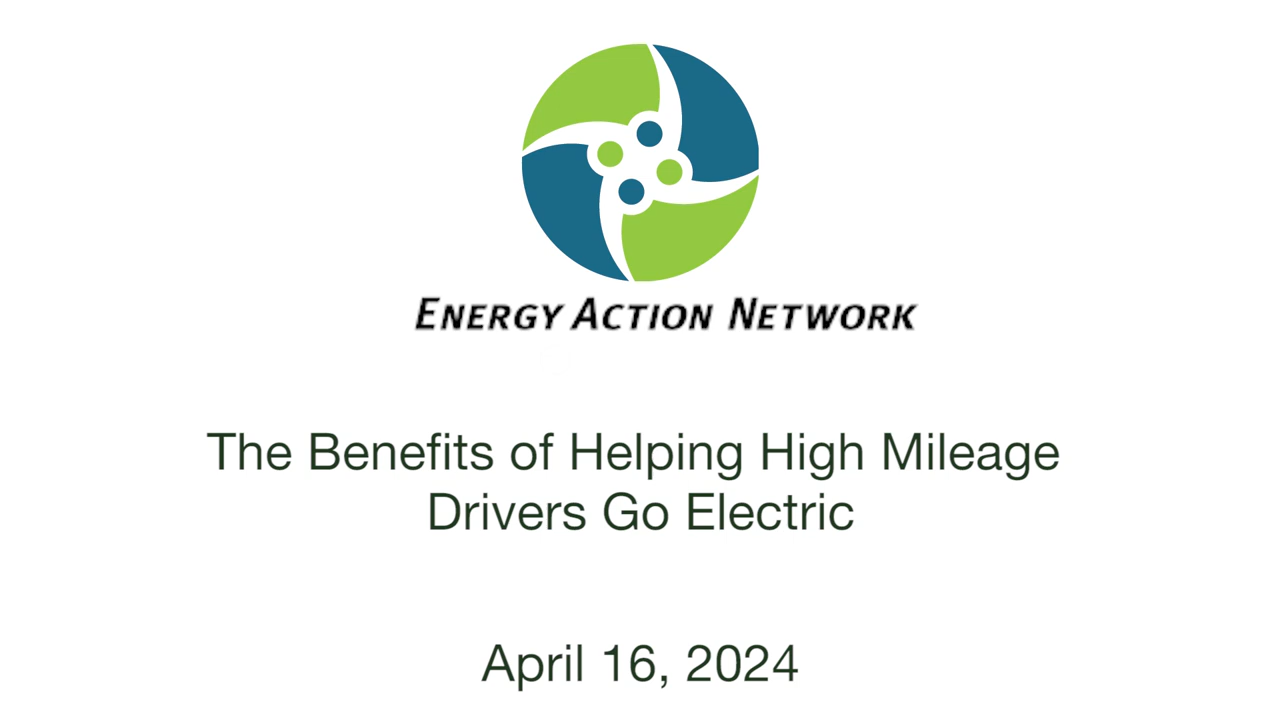 ENERGY ACTION NETWORK
The Benefits of Helping High Mileage
Drivers Go Electric
April 16, 2024